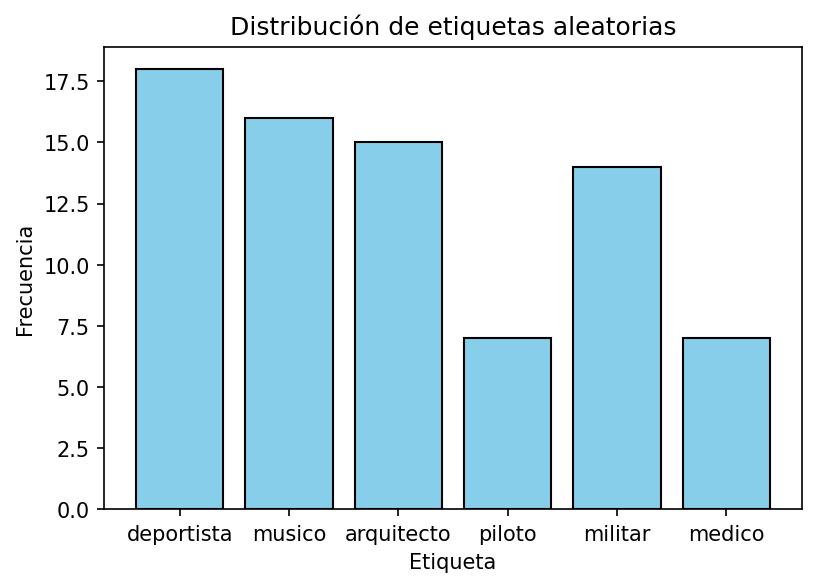 Distribución de etiquetas aleatorias
Frecuencia
17.5
15.0
12.5
10.0
7.5
5.0
2.5
0.0
deportista musico arquitecto piloto militar medico
Etiqueta